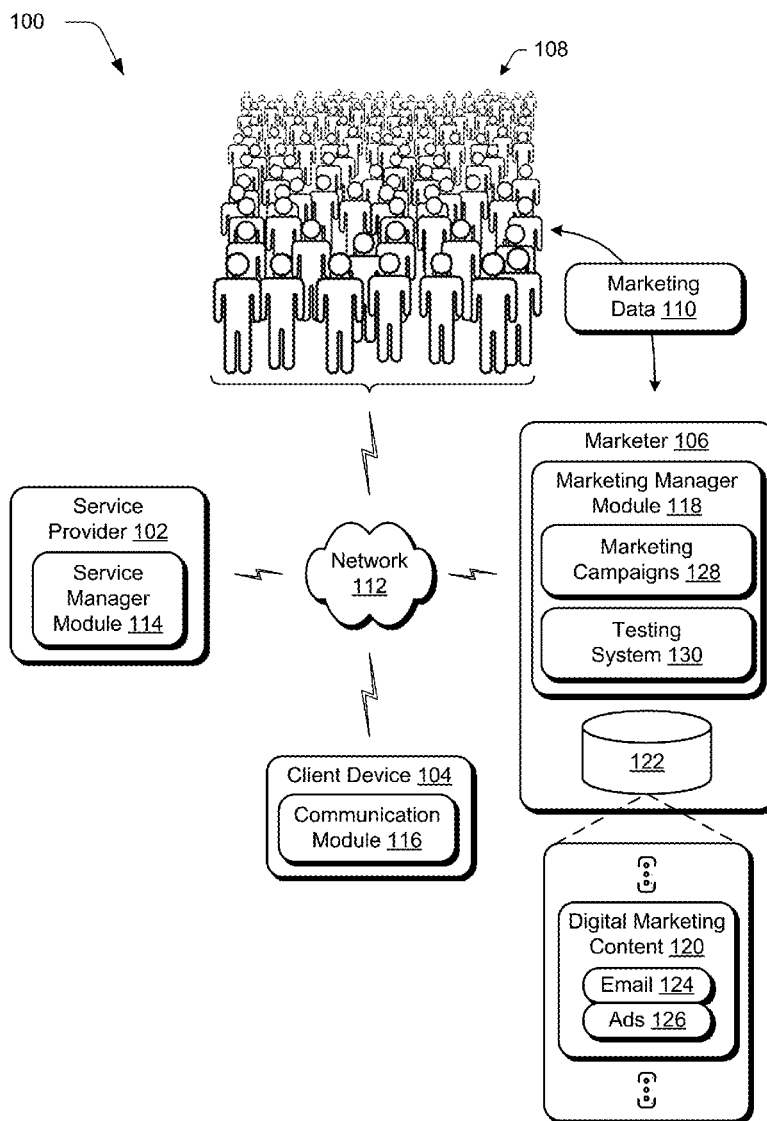 100
108
Marketing
Data 110
Marketer 106
Marketing Manager
Module 118
Marketing
Campaigns 128
Testing
System 130
122
Service
Provider 102
Service
Manager
Module 114
Network
112
Client Device 104
Communication
Module 116
Digital Marketing
Content 120
Email 124
Ads 126